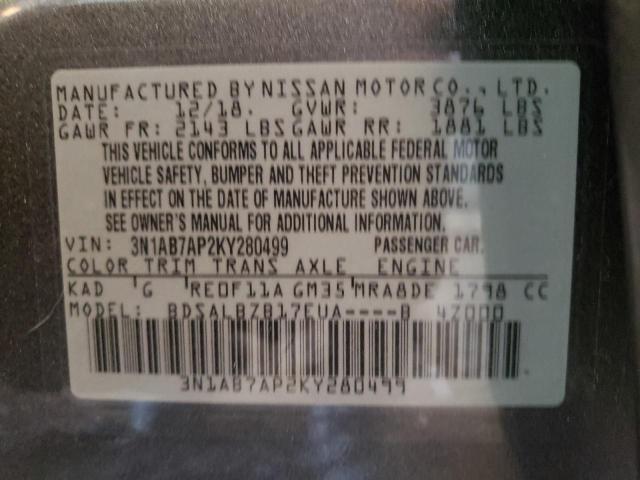 MANUFACTURED BY NISSAN MOTOR CO., LTD.
DATE: 12/18. GVWR: 3876 LBS
GAWR FR: 2143 LBS GAWR RR: 1881 LBS
THIS VEHICLE CONFORMS TO ALL APPLICABLE FEDERAL MOTOR
VEHICLE SAFETY, BUMPER AND THEFT PREVENTION STANDARDS
IN EFFECT ON THE DATE OF MANUFACTURE SHOWN ABOVE.
SEE OWNER'S MANUAL FOR ADDITIONAL INFORMATION.
VIN: 3N1AB7AP2KY280499 PASSENGER CAR.
COLOR TRIM TRANS AXLE ENGINE
KAD G RE0F11A GM35 MRA8DE 1798 CC
MODEL: BDSALBZB17EUA----B 4Z000
3N1AB7AP2KY280499